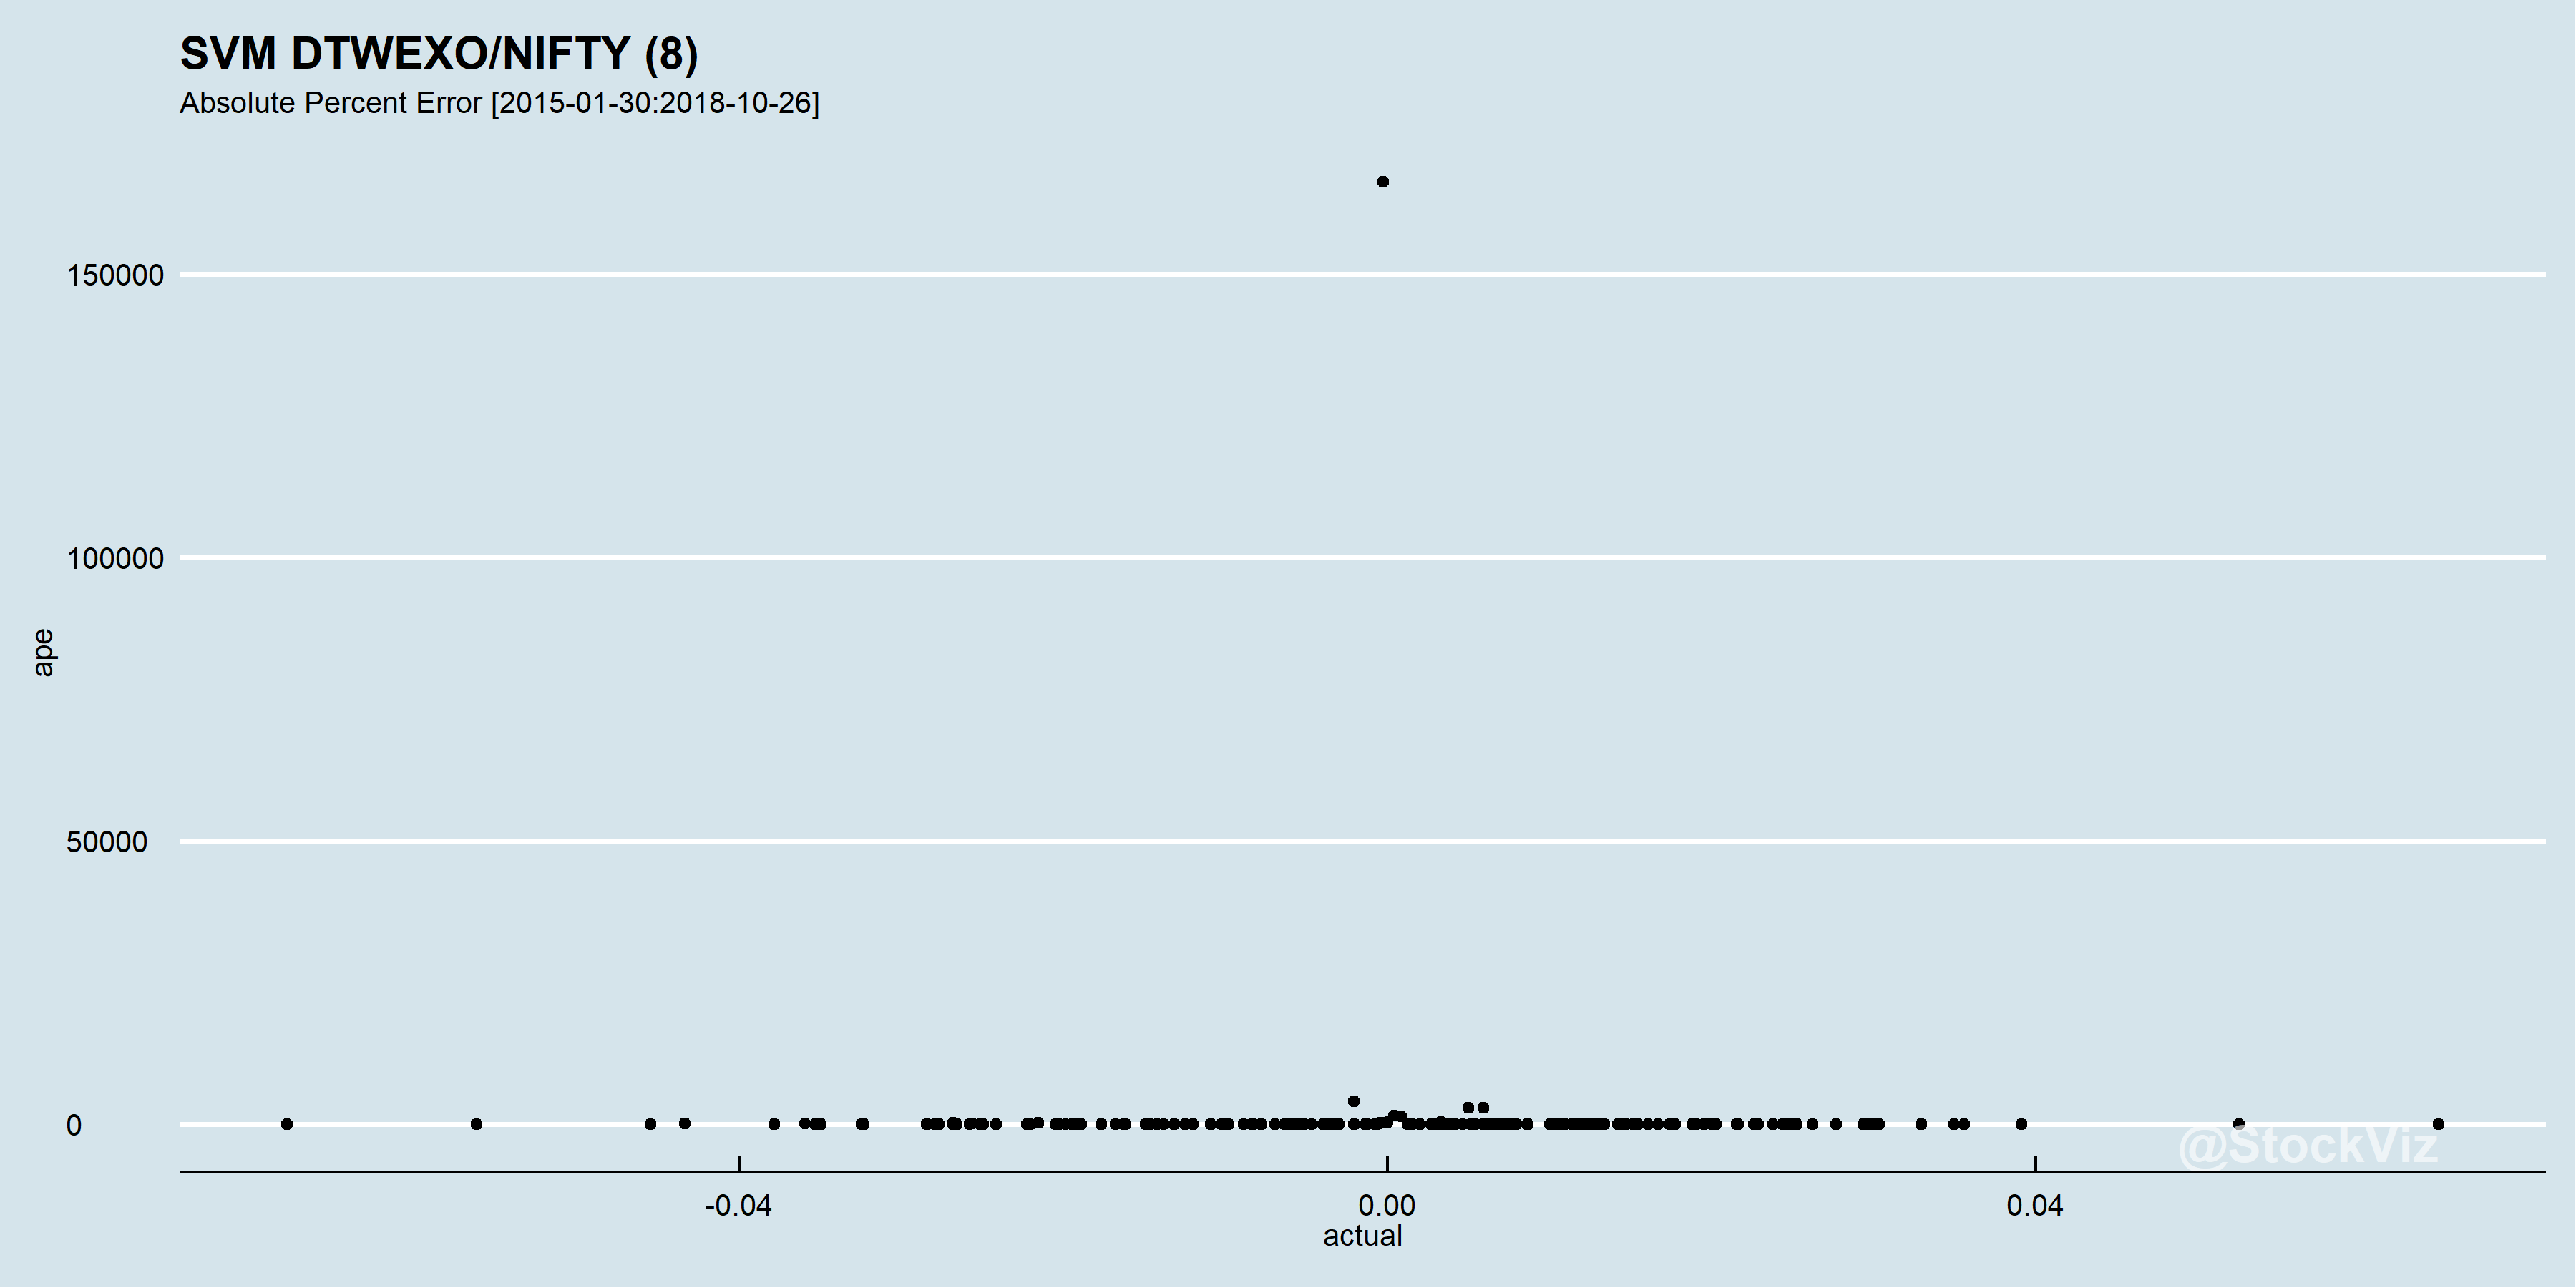 SVM DTWEXO/NIFTY (8)
Absolute Percent Error [2015-01-30:2018-10-26]
150000
100000
50000
0
ape
-0.04
0.00
0.04
actual
@StockViz